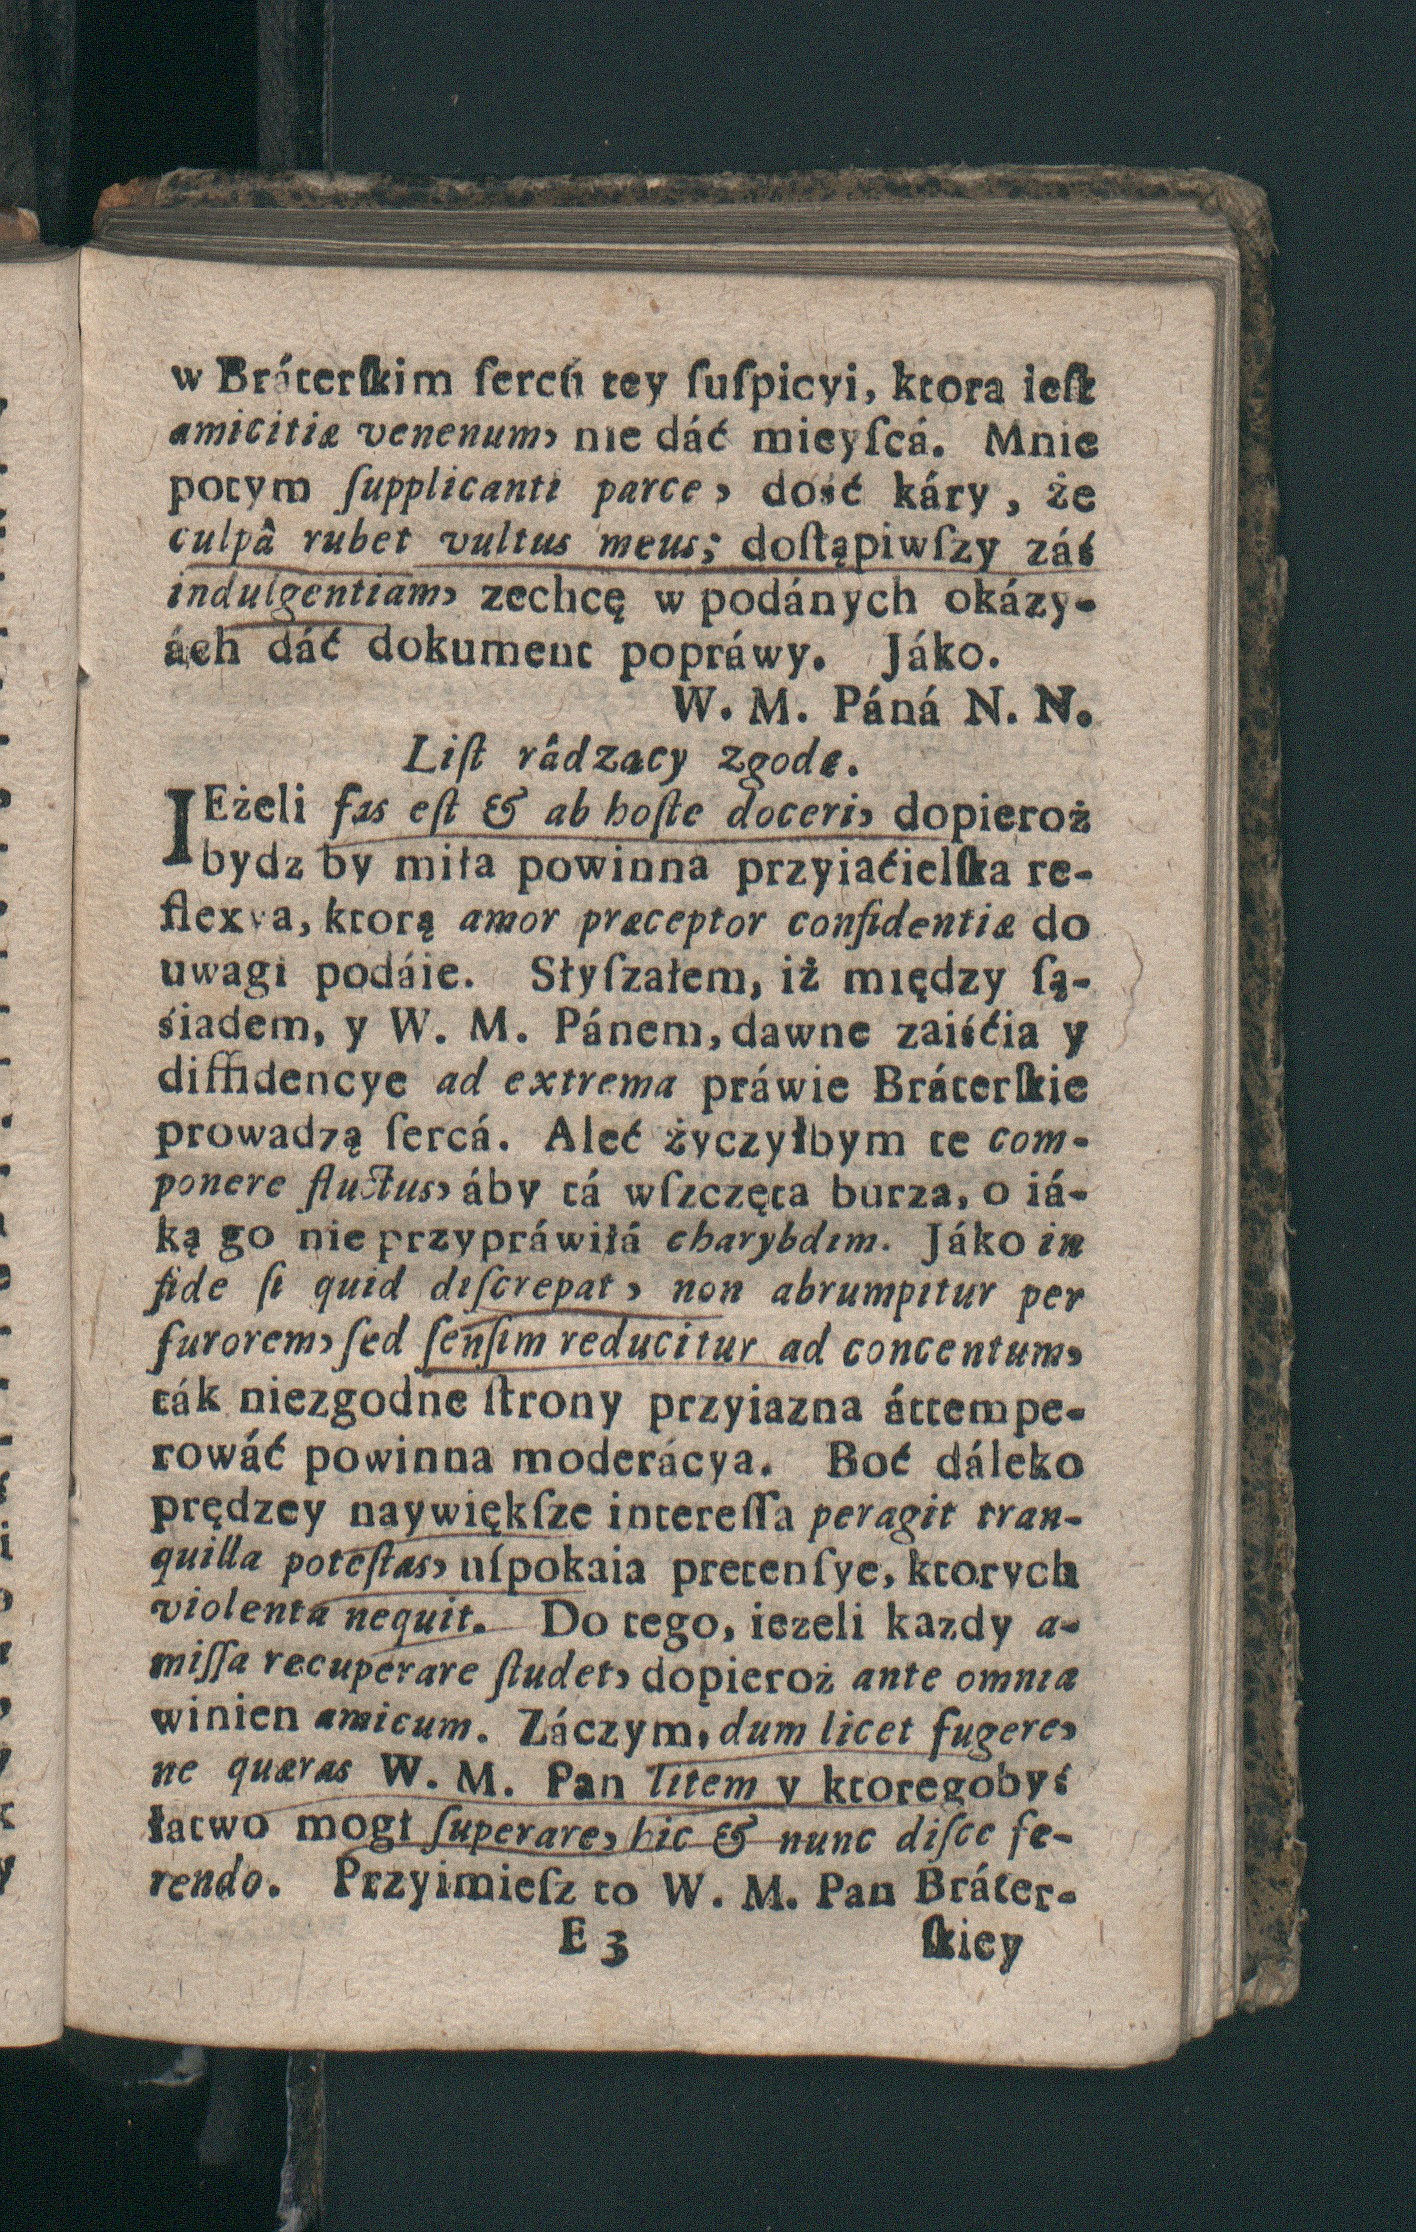 w Bráterſkim ſercú tey ſuſpicyi, ktora ieſt
amicitiæ venenum, nie dáć mieyſcá. Mnie
potym ſupplicanti parce, dość káry, że
culpâ rubet vultus meus; doſtąpiwſzy záś
indulgentiam, zechcę w podánych okázy-
ách dáć dokument popráwy. Jáko.
W. M. Páná N. N.
Liſt rádzący zgodę.
IEżeli fas eſt & ab hoſte doceri, dopieroż
bydz by miła powinna przyiaćielſka re-
flexya, ktorą amor præceptor confidentiæ do
uwagi podáie. Słyſzałem, iż między ſą-
śiadem, y W. M. Pánem, dawne zaiśćia y
diffidencye ad extrema práwie Bráterſkie
prowadzą ſercá. Aleć życzyłbym te com-
ponere fluctus, áby tá wſzczęta burza, o iá-
ką go nie przypráwiłá charybdim. Jáko in
fide ſi quid diſcrepat, non abrumpitur per
furorem, ſed ſenſim reducitur ad concentum,
ták niezgodne ſtrony przyiazna áttempe-
rowáć powinna moderácya. Boć dáleko
prędzey naywiękſze intereſſa peragit tran-
quilla poteſtas, uſpokaia pretenſye, ktorych
violenta nequit. Do tego, iezeli kazdy a-
miſſa recuperare ſtudet, dopieroż ante omnia
winien amicum. Záczym, dum licet fugere,
ne quæras W. M. Pan litem y ktoregobyś
łatwo mogł ſuperare, hic & nunc diſce fe-
rendo. Przyimieſz to W. M. Pan Bráter-
E 3 ſkiey